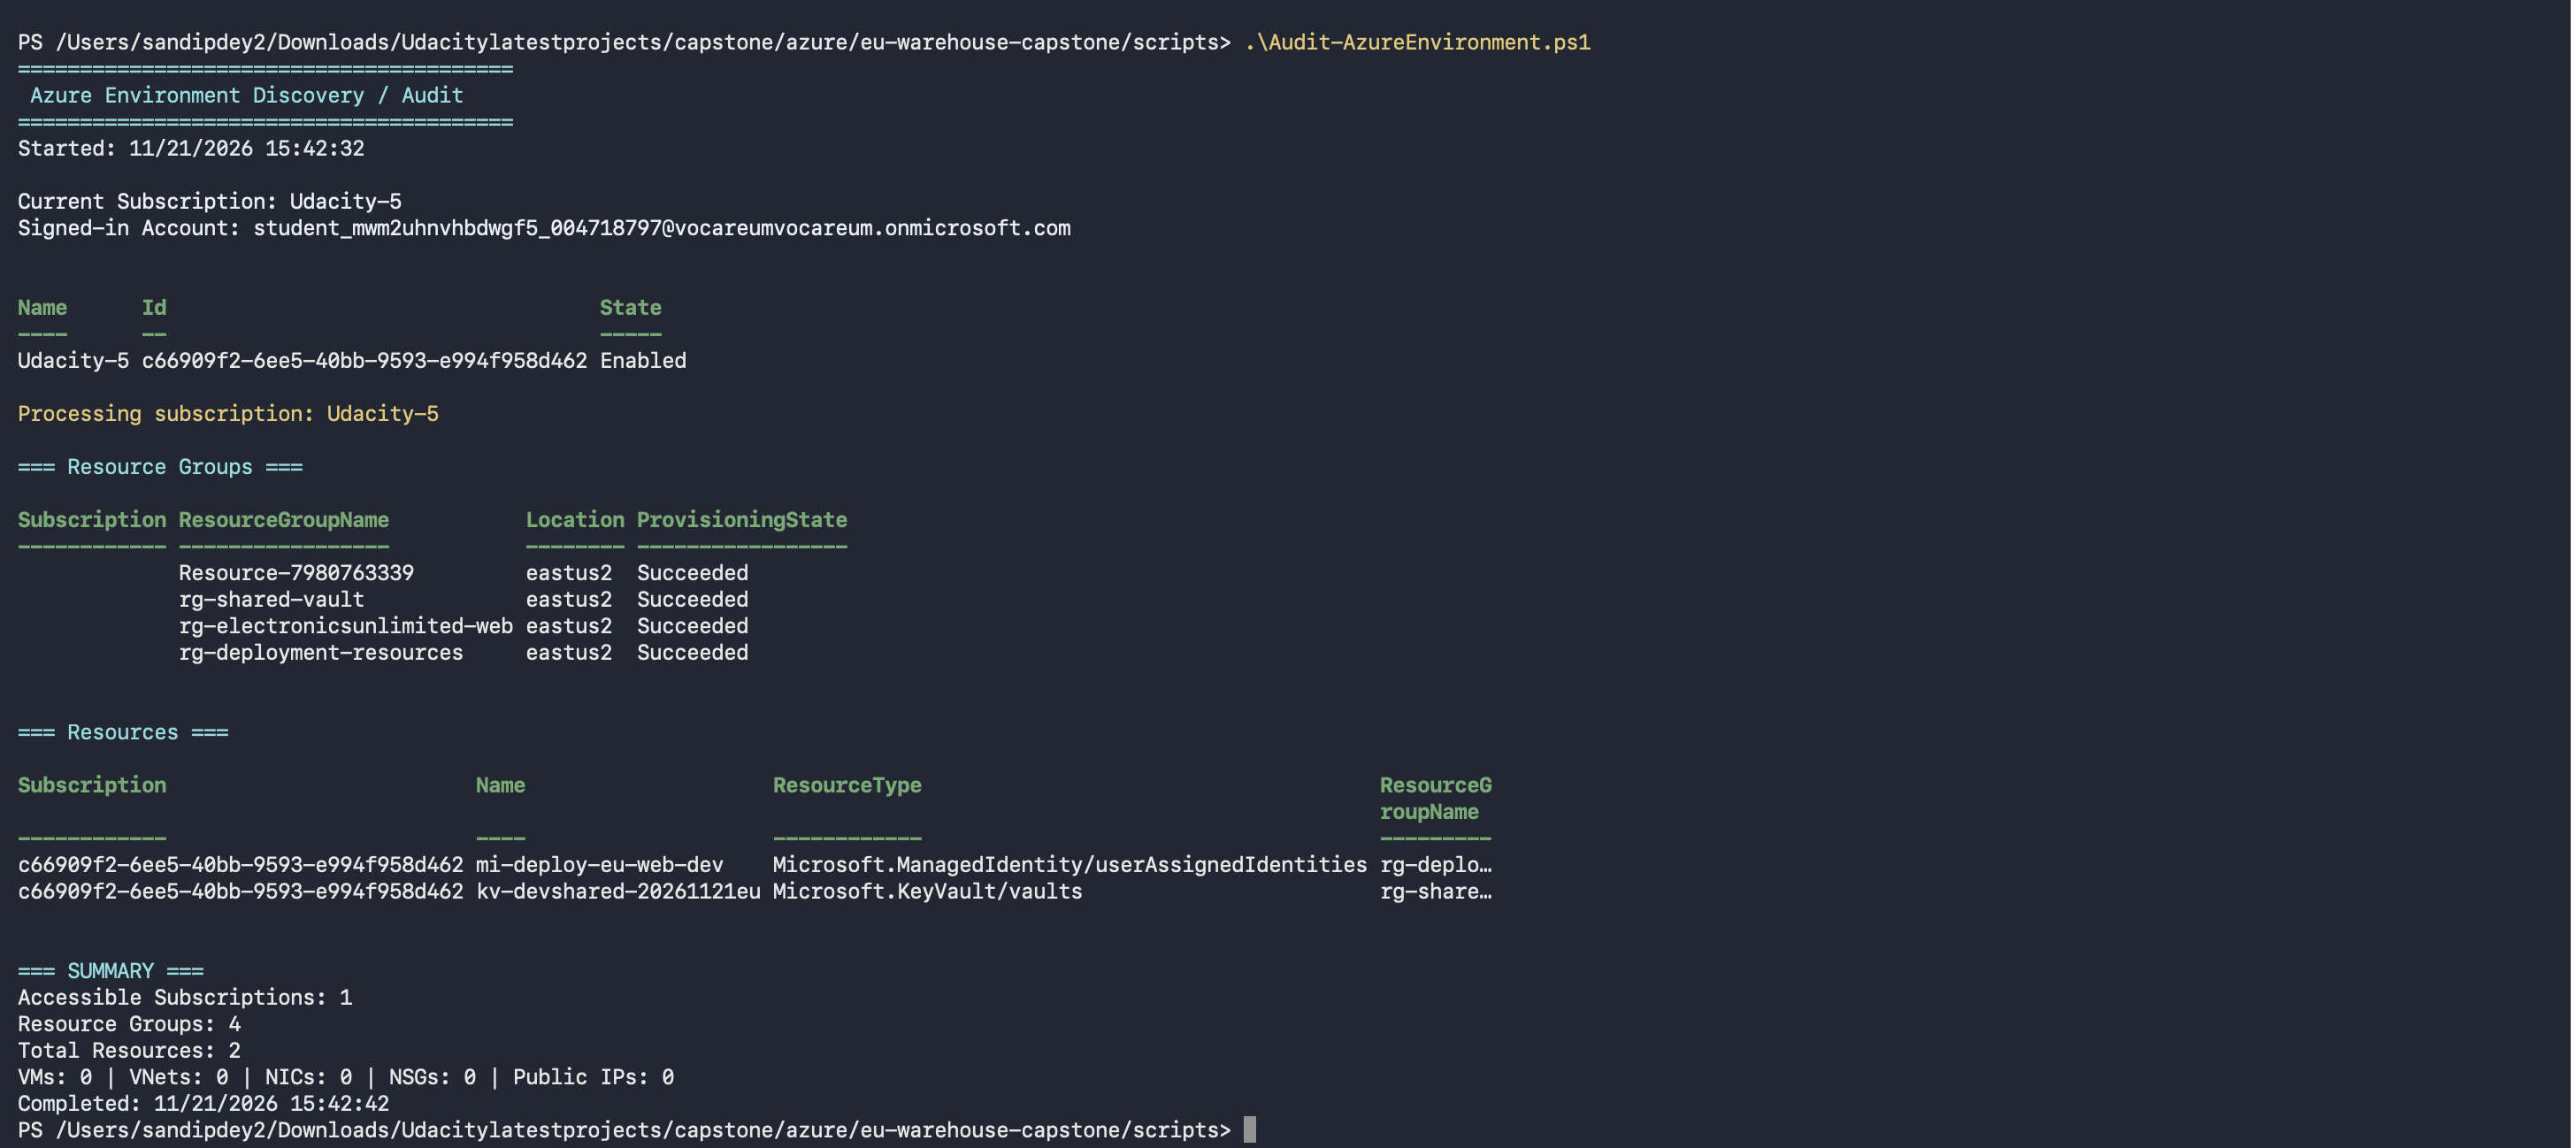 PS /Users/sandipdey2/Downloads/Udacitylatestprojects/capstone/azure/eu-warehouse-capstone/scripts> .\Audit-AzureEnvironment.ps1
========================================
 Azure Environment Discovery / Audit
========================================
Started: 11/21/2026 15:42:32
Current Subscription: Udacity-5
Signed-in Account: student_mwm2uhnvhbdwgf5_004718797@vocareumvocareum.onmicrosoft.com
Name      Id                                   State
----      --                                   -----
Udacity-5 c66909f2-6ee5-40bb-9593-e994f958d462 Enabled
Processing subscription: Udacity-5
=== Resource Groups ===
Subscription ResourceGroupName          Location ProvisioningState
------------ -----------------          -------- -----------------
             Resource-7980763339         eastus2  Succeeded
             rg-shared-vault             eastus2  Succeeded
             rg-electronicsunlimited-web eastus2  Succeeded
             rg-deployment-resources     eastus2  Succeeded
=== Resources ===
Subscription                         Name                    ResourceType                                     ResourceG
                                                                                                              roupName
------------                         ----                    ------------                                     ---------
c66909f2-6ee5-40bb-9593-e994f958d462 mi-deploy-eu-web-dev    Microsoft.ManagedIdentity/userAssignedIdentities rg-deplo…
c66909f2-6ee5-40bb-9593-e994f958d462 kv-devshared-20261121eu Microsoft.KeyVault/vaults                        rg-share…
=== SUMMARY ===
Accessible Subscriptions: 1
Resource Groups: 4
Total Resources: 2
VMs: 0 | VNets: 0 | NICs: 0 | NSGs: 0 | Public IPs: 0
Completed: 11/21/2026 15:42:42
PS /Users/sandipdey2/Downloads/Udacitylatestprojects/capstone/azure/eu-warehouse-capstone/scripts>